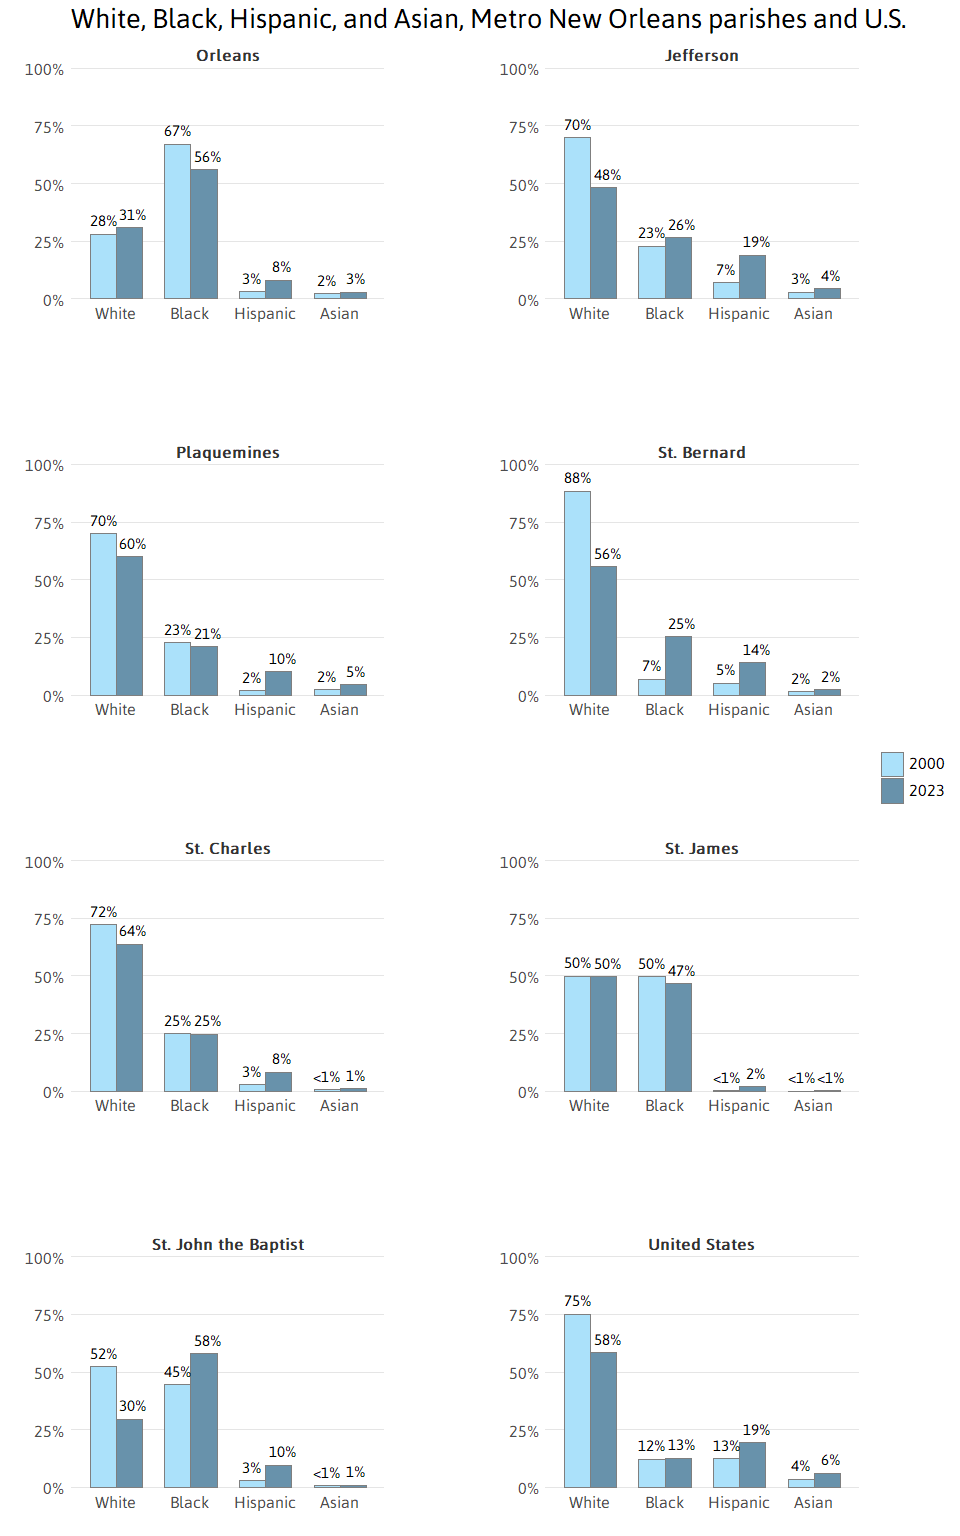 White, Black, Hispanic, and Asian, Metro New Orleans parishes and U.S.
Orleans
100%
75%
50%
25%
0%
28% 31% 67% 56% 3% 8% 2% 3%
White Black Hispanic Asian
Jefferson
100%
75%
50%
25%
0%
70% 48% 23% 26% 7% 19% 3% 4%
White Black Hispanic Asian
Plaquemines
100%
75%
50%
25%
0%
70% 60% 23% 21% 2% 10% 2% 5%
White Black Hispanic Asian
St. Bernard
100%
75%
50%
25%
0%
88% 56% 7% 25% 5% 14% 2% 2%
White Black Hispanic Asian
2000
2023
St. Charles
100%
75%
50%
25%
0%
72% 64% 25% 25% 3% 8% <1% 1%
White Black Hispanic Asian
St. James
100%
75%
50%
25%
0%
50% 50% 50% 47% <1% 2% <1% <1%
White Black Hispanic Asian
St. John the Baptist
100%
75%
50%
25%
0%
52% 30% 45% 58% 3% 10% <1% 1%
White Black Hispanic Asian
United States
100%
75%
50%
25%
0%
75% 58% 12% 13% 13% 19% 4% 6%
White Black Hispanic Asian